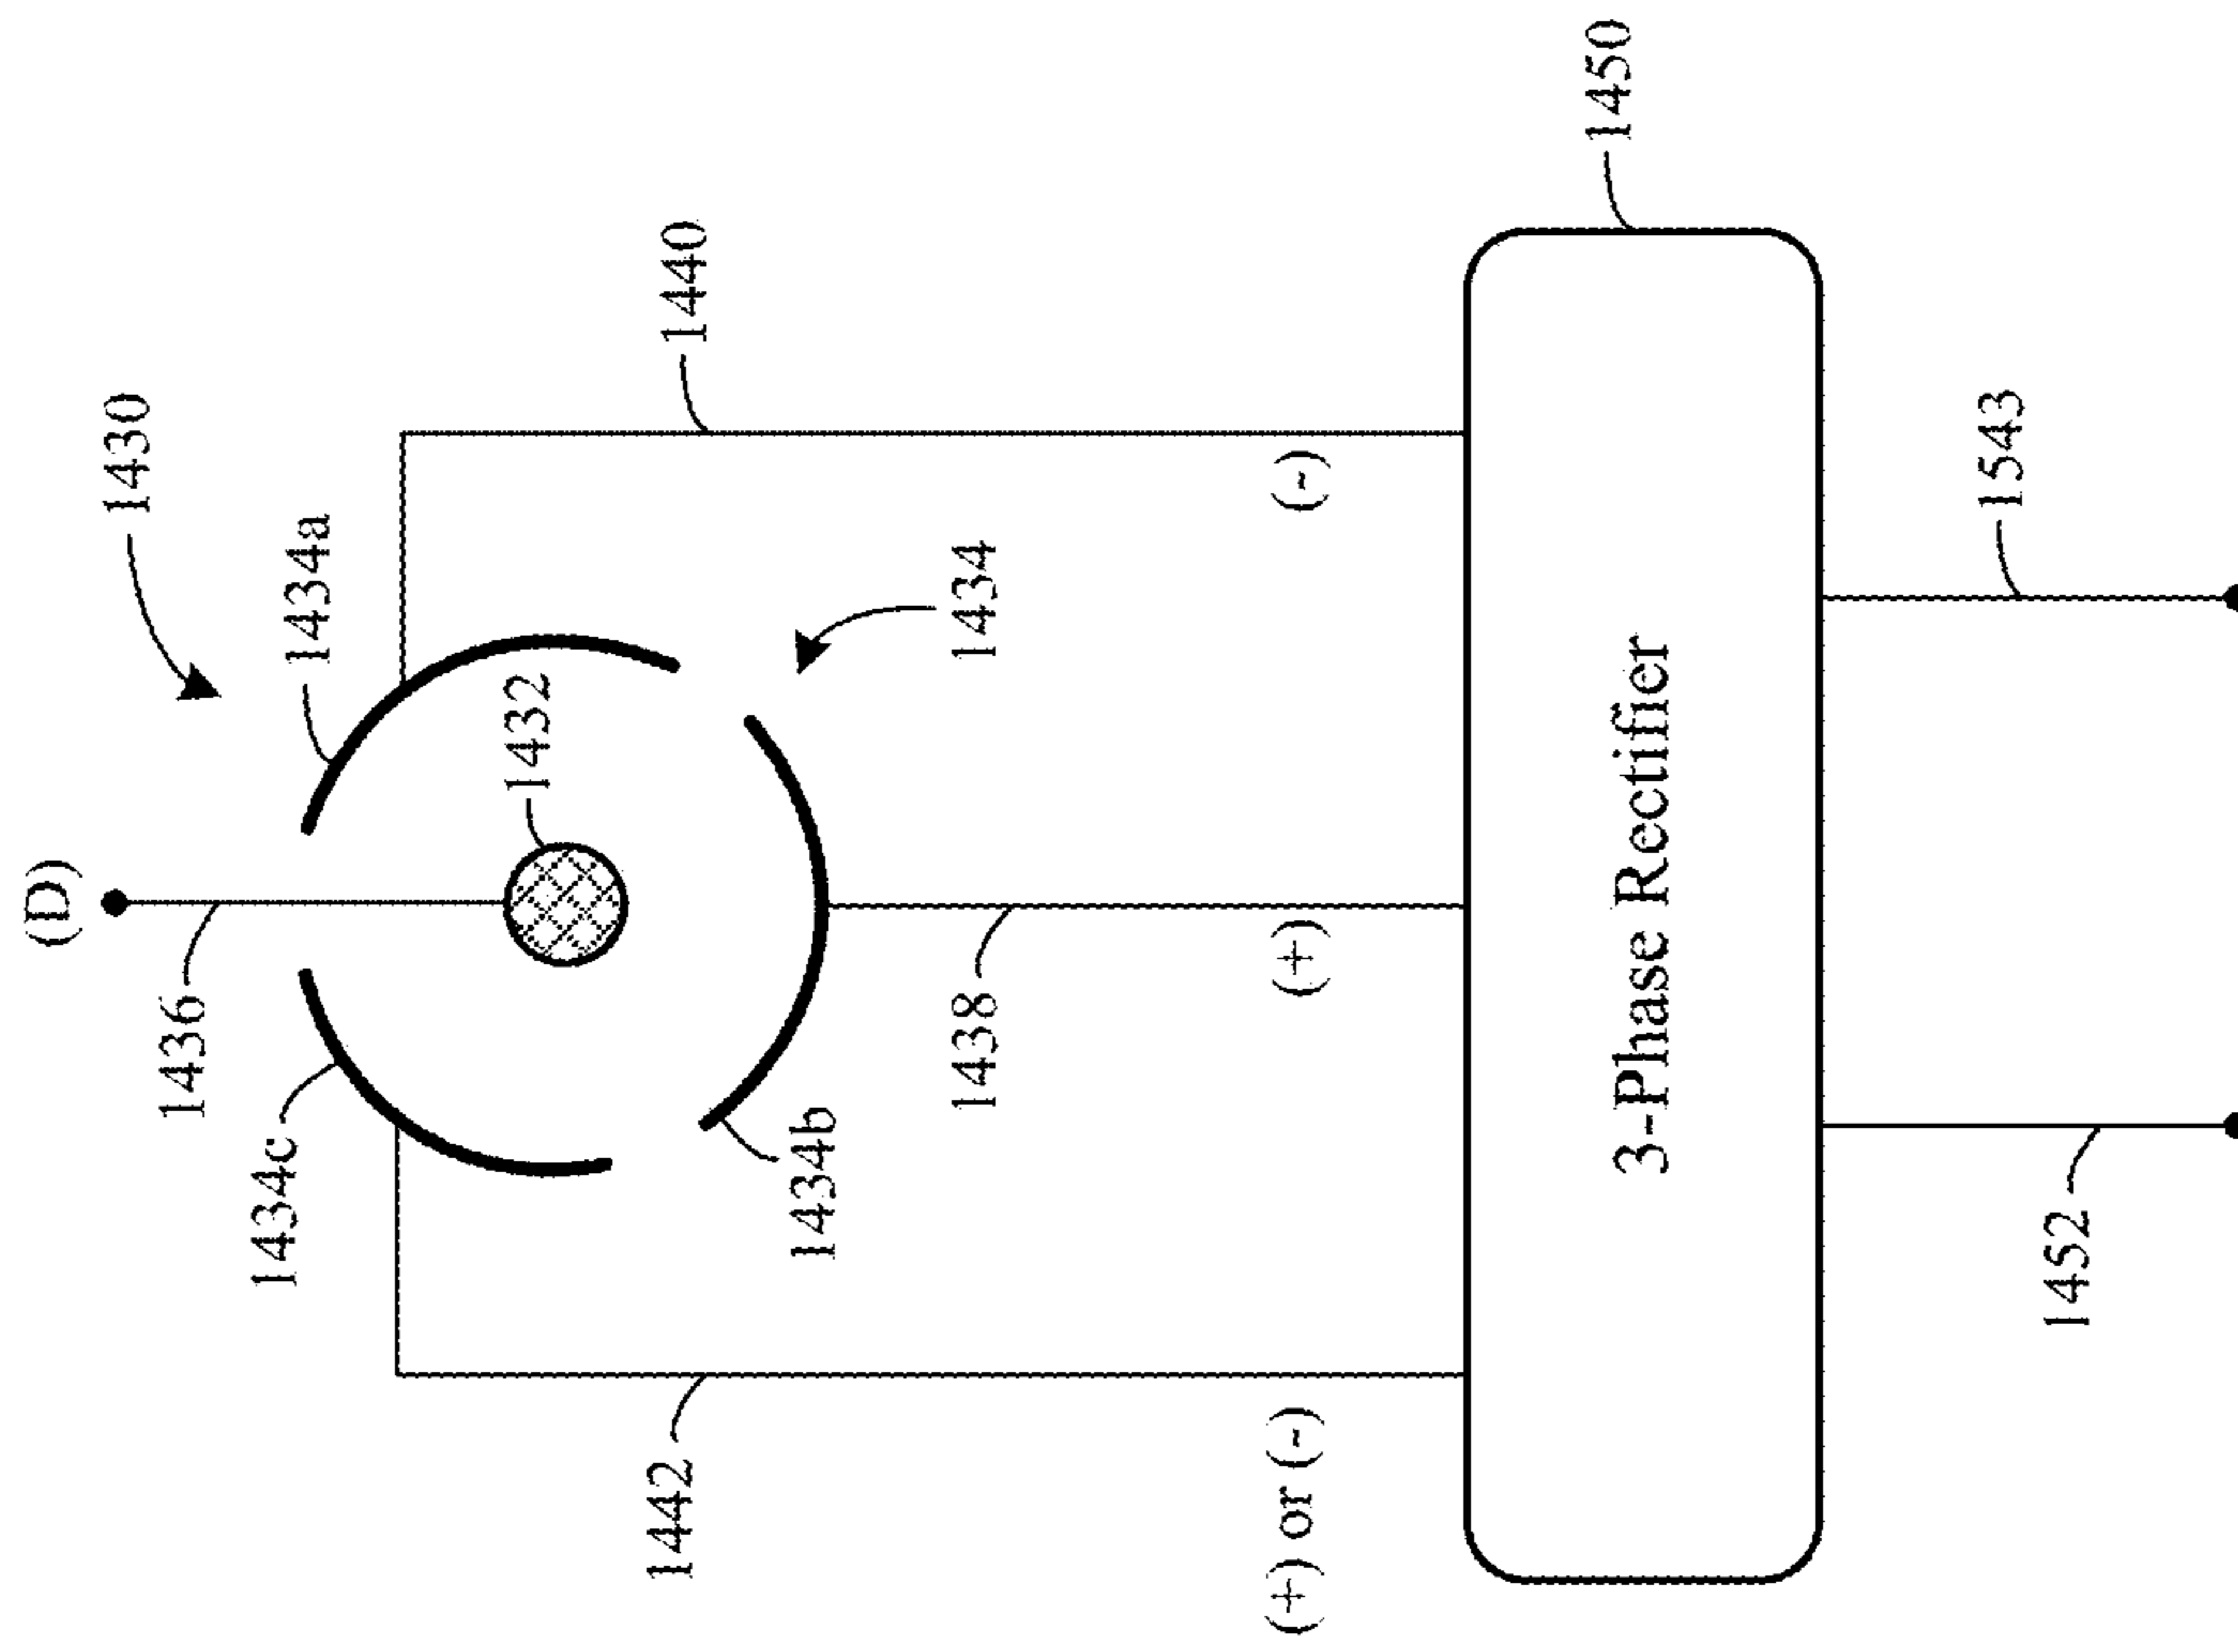 (D)
1430
1436
1434c
1434a
1432
1442
1440
1434b
1438
1434
(+) or (-)
(+)
(-)
3-Phase Rectifier
1450
1452
1543